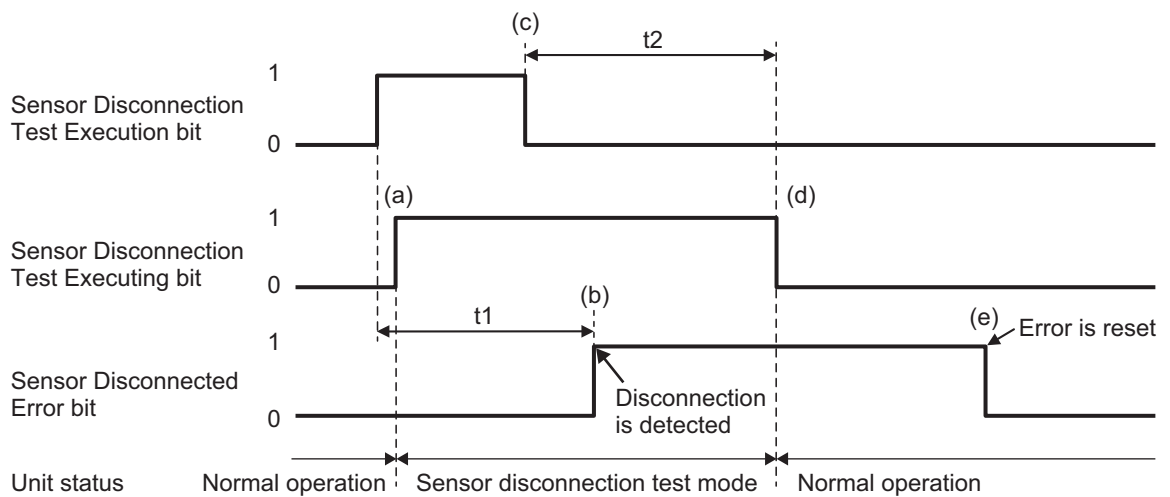 (c)
t2
1
Sensor Disconnection
Test Execution bit
0
(a)
(d)
1
Sensor Disconnection
Test Executing bit
0
(b)
t1
(e)
Error is reset
1
Sensor Disconnected
Error bit
Disconnection
is detected
0
Unit status
Normal operation
Sensor disconnection test mode
Normal operation